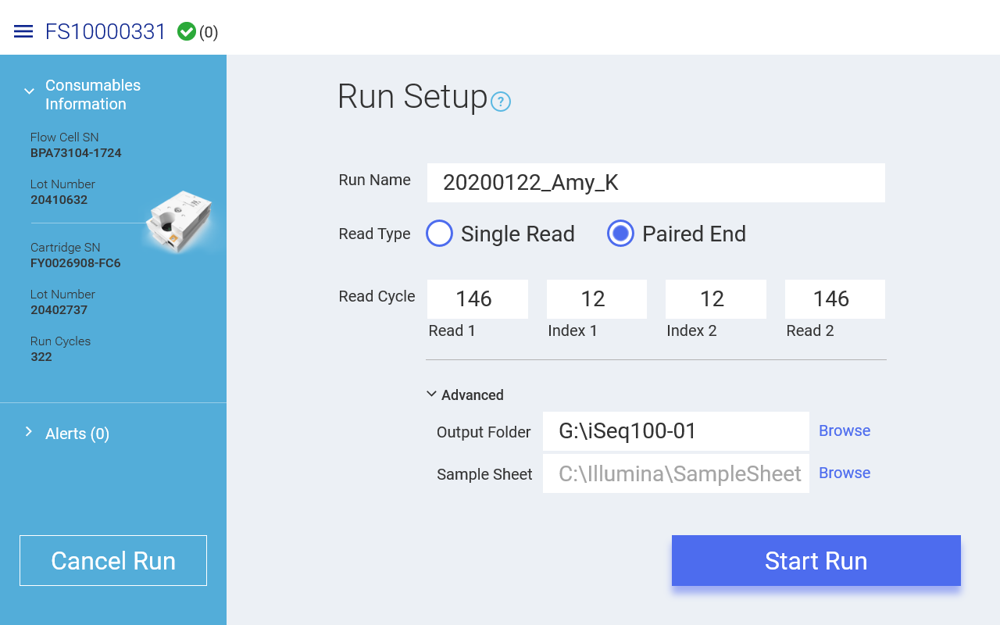 FS10000331 (0)
Consumables
Information
Flow Cell SN
BPA73104-1724
Lot Number
20410632
Cartridge SN
FY0026908-FC6
Lot Number
20402737
Run Cycles
322
Alerts (0)
Cancel Run
Run Setup ?
Run Name 20200122_Amy_K
Read Type Single Read Paired End
Read Cycle 146 12 12 146
Read 1 Index 1 Index 2 Read 2
Advanced
Output Folder G:\iSeq100-01 Browse
Sample Sheet C:\Illumina\SampleSheet Browse
Start Run